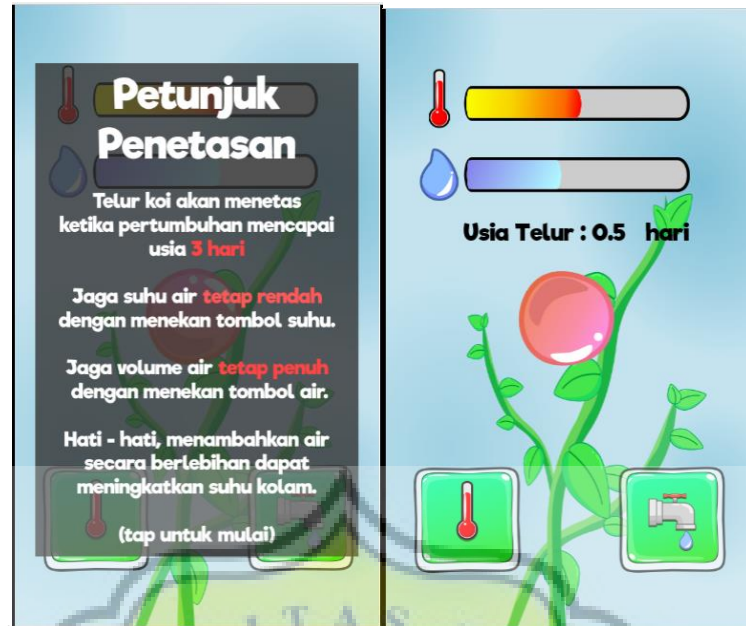 Petunjuk
Penetasan
Telur koi akan menetas
ketika pertumbuhan mencapai
usia 3 hari
Jaga suhu air tetap rendah
dengan menekan tombol suhu.
Jaga volume air tetap penuh
dengan menekan tombol air.
Hati - hati, menambahkan air
secara berlebihan dapat
meningkatkan suhu kolam.
(tap untuk mulai)
Usia Telur : 0.5 hari